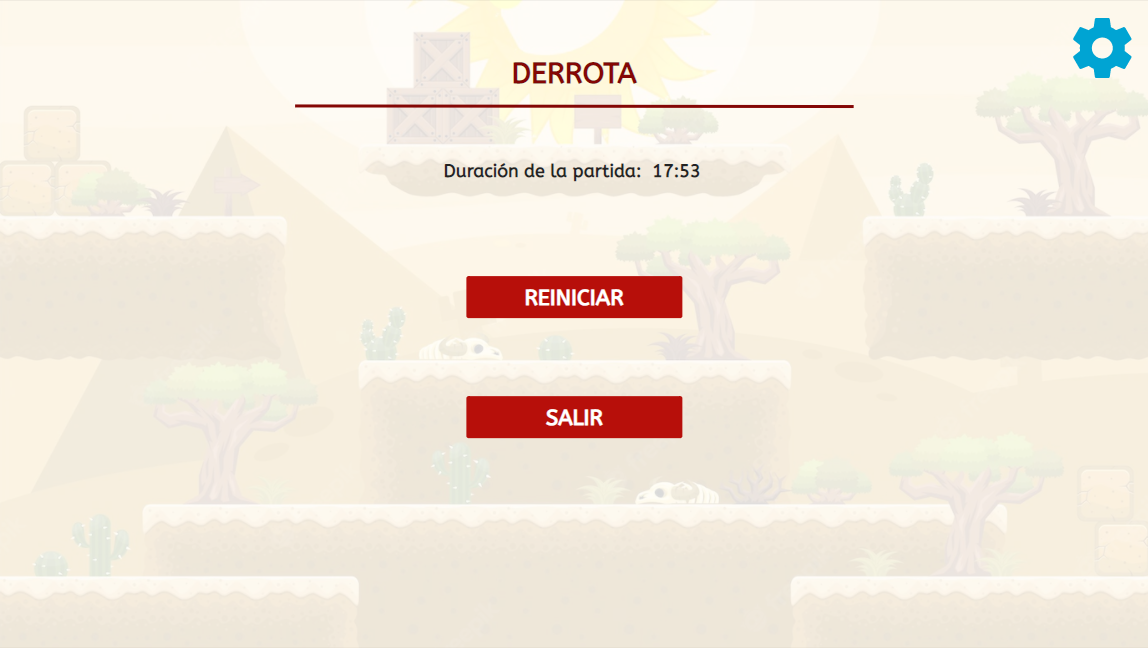 DERROTA
Duración de la partida: 17:53
REINICIAR
SALIR